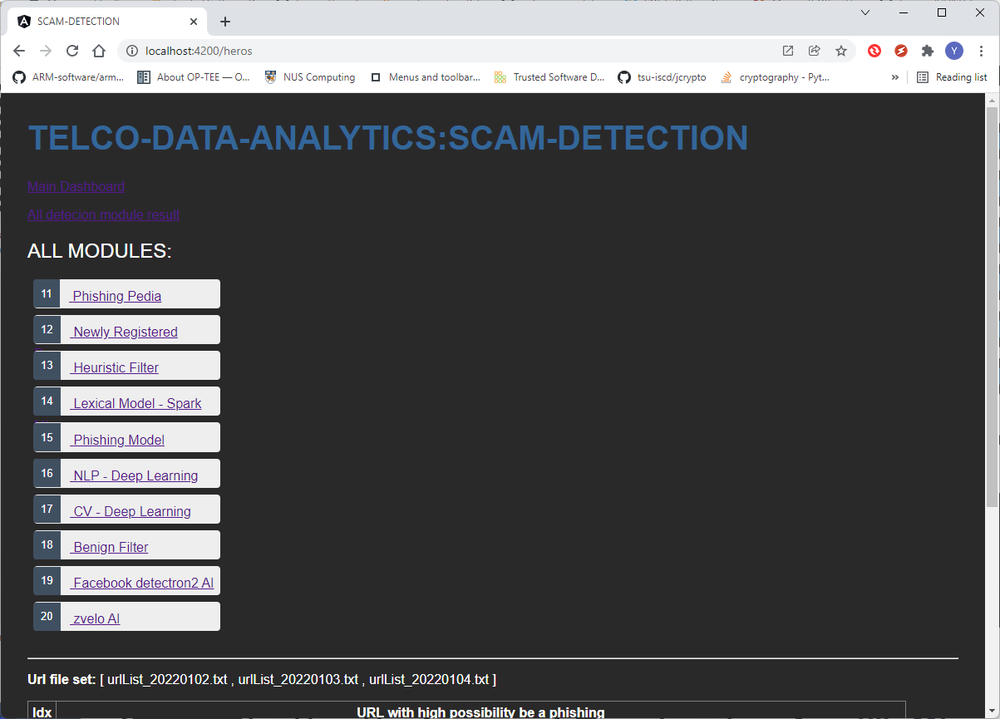 SCAM-DETECTION
localhost:4200/heros
Y
ARM-software/arm... About OP-TEE — O... NUS Computing Menus and toolbar... Trusted Software D... tsu-iscd/jcrypto cryptography - Pyt... » Reading list
TELCO-DATA-ANALYTICS:SCAM-DETECTION
Main Dashboard
All detecion module result
ALL MODULES:
11 Phishing Pedia
12 Newly Registered
13 Heuristic Filter
14 Lexical Model - Spark
15 Phishing Model
16 NLP - Deep Learning
17 CV - Deep Learning
18 Benign Filter
19 Facebook detectron2 AI
20 zvelo AI
Url file set: [ urlList_20220102.txt , urlList_20220103.txt , urlList_20220104.txt ]
Idx URL with high possibility be a phishing